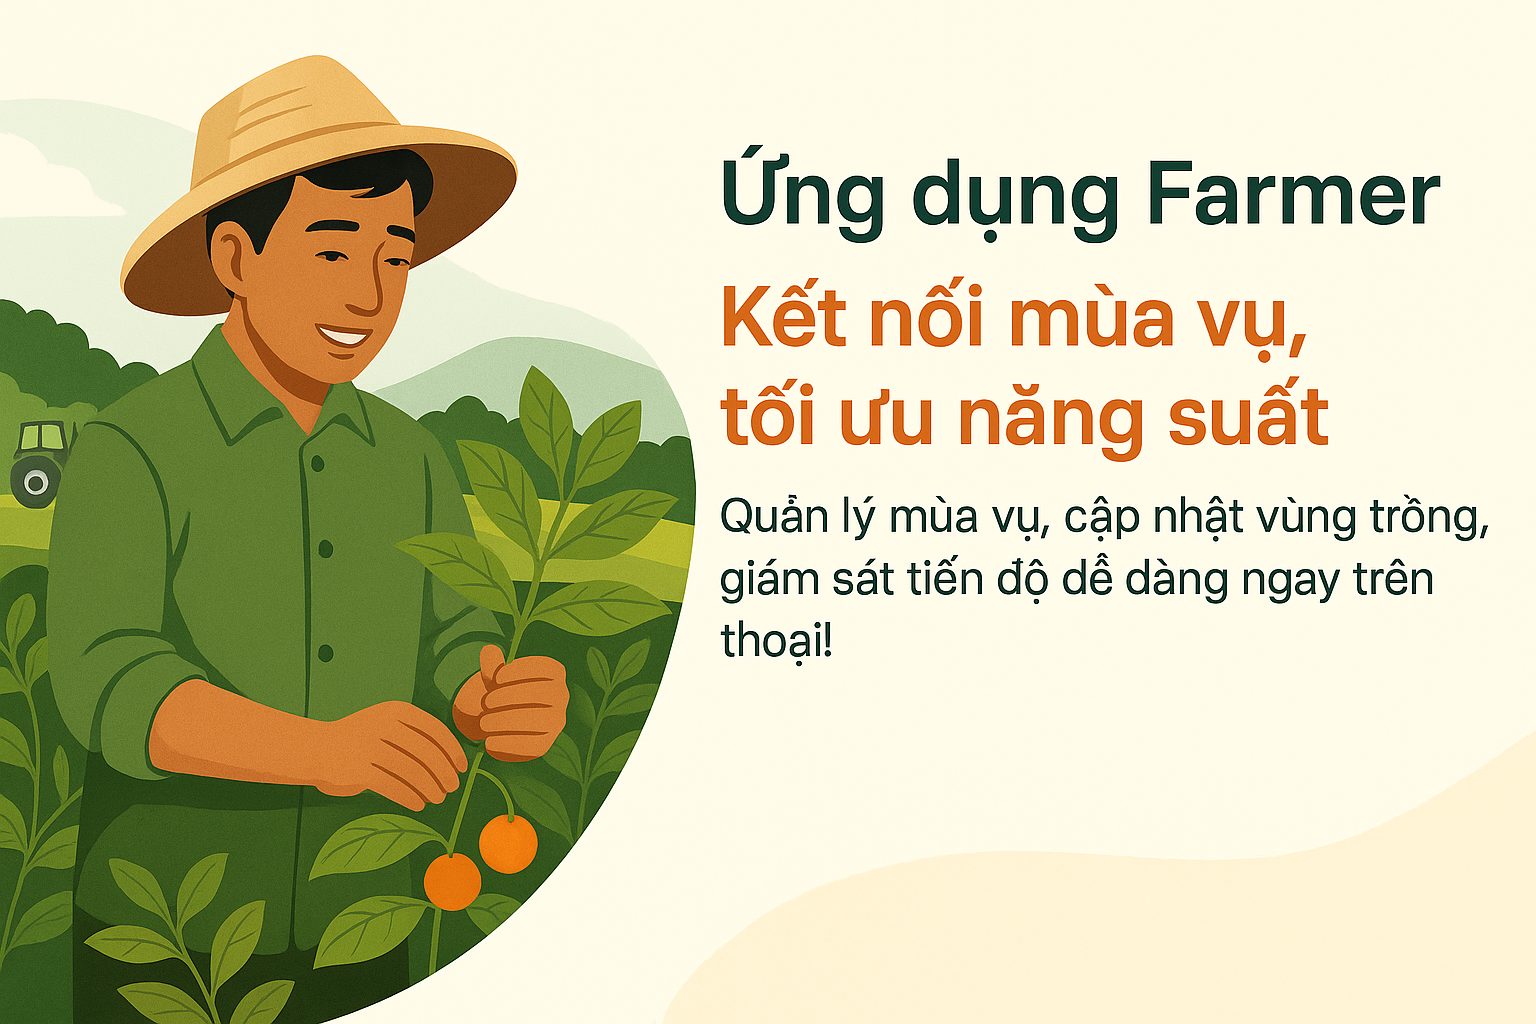 Ứng dụng Farmer
Kết nối mùa vụ,
tối ưu năng suất
Quản lý mùa vụ, cập nhật vùng trồng,
giám sát tiến độ dễ dàng ngay trên
thoại!